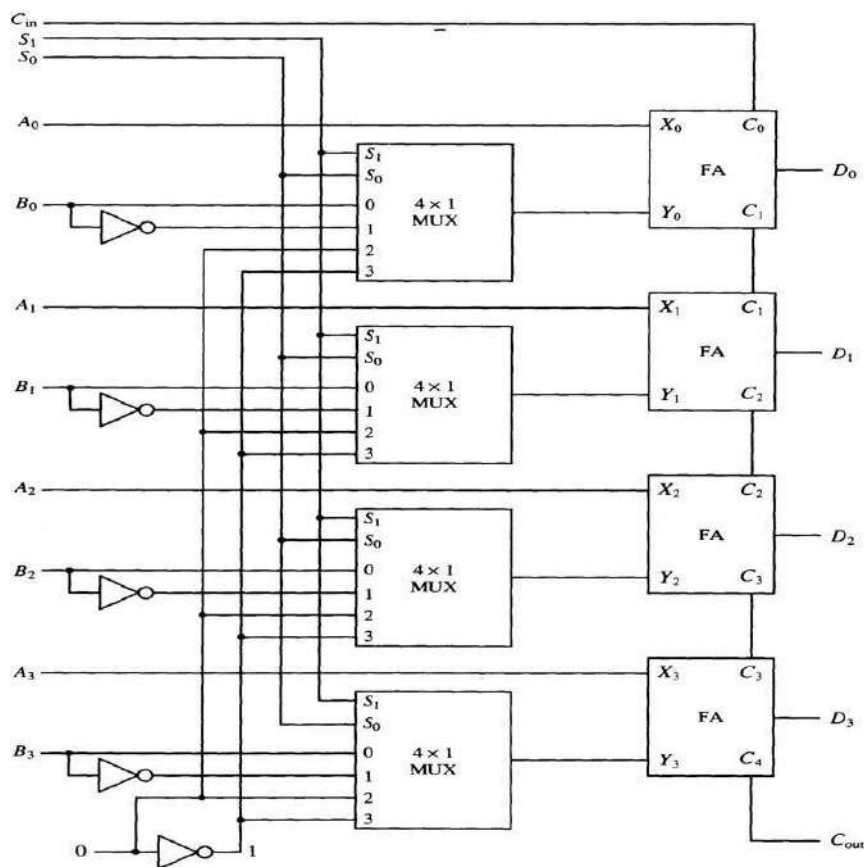 C_in
S_1
S_0
A_0
X_0 C_0
S_1
S_0
FA
D_0
B_0
0
4 × 1
MUX
1
Y_0 C_1
2
3
A_1
X_1 C_1
S_1
S_0
FA
D_1
B_1
0
4 × 1
MUX
1
Y_1 C_2
2
3
A_2
X_2 C_2
S_1
S_0
FA
D_2
B_2
0
4 × 1
MUX
1
Y_2 C_3
2
3
A_3
X_3 C_3
S_1
S_0
FA
D_3
B_3
0
4 × 1
MUX
1
Y_3 C_4
2
3
0
1
C_out